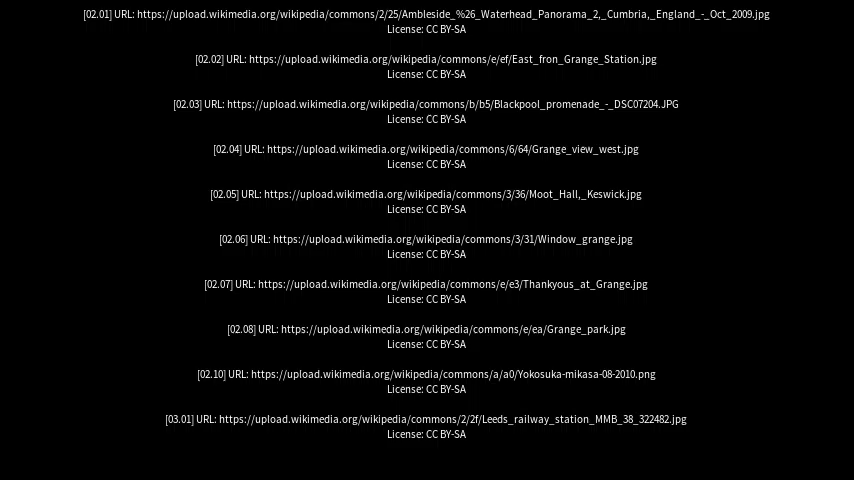 [02.01] URL: https://upload.wikimedia.org/wikipedia/commons/2/25/Ambleside_%26_Waterhead_Panorama_2,_Cumbria,_England_-_Oct_2009.jpg
License: CC BY-SA
[02.02] URL: https://upload.wikimedia.org/wikipedia/commons/e/ef/East_fron_Grange_Station.jpg
License: CC BY-SA
[02.03] URL: https://upload.wikimedia.org/wikipedia/commons/b/b5/Blackpool_promenade_-_DSC07204.JPG
License: CC BY-SA
[02.04] URL: https://upload.wikimedia.org/wikipedia/commons/6/64/Grange_view_west.jpg
License: CC BY-SA
[02.05] URL: https://upload.wikimedia.org/wikipedia/commons/3/36/Moot_Hall,_Keswick.jpg
License: CC BY-SA
[02.06] URL: https://upload.wikimedia.org/wikipedia/commons/3/31/Window_grange.jpg
License: CC BY-SA
[02.07] URL: https://upload.wikimedia.org/wikipedia/commons/e/e3/Thankyous_at_Grange.jpg
License: CC BY-SA
[02.08] URL: https://upload.wikimedia.org/wikipedia/commons/e/ea/Grange_park.jpg
License: CC BY-SA
[02.10] URL: https://upload.wikimedia.org/wikipedia/commons/a/a0/Yokosuka-mikasa-08-2010.png
License: CC BY-SA
[03.01] URL: https://upload.wikimedia.org/wikipedia/commons/2/2f/Leeds_railway_station_MMB_38_322482.jpg
License: CC BY-SA